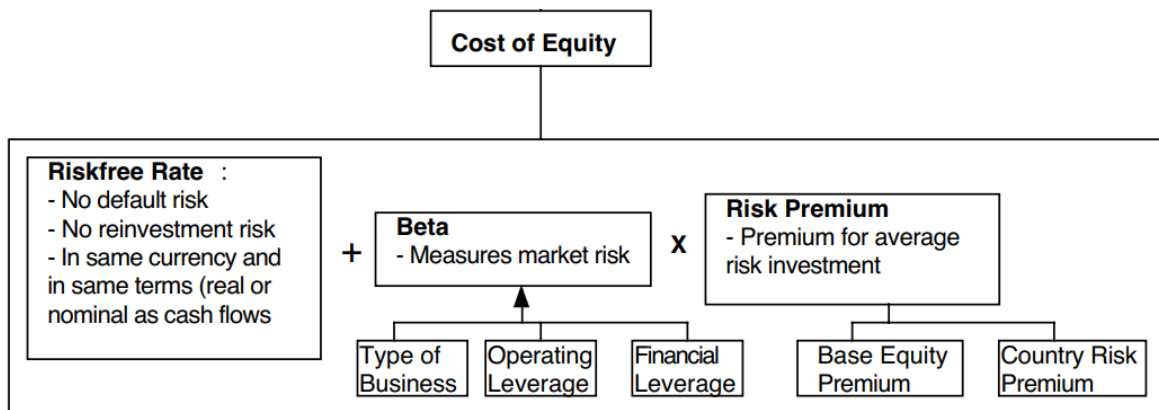 Cost of Equity
Riskfree Rate :
- No default risk
- No reinvestment risk
- In same currency and
in same terms (real or
nominal as cash flows
+
Beta
- Measures market risk
X
Risk Premium
- Premium for average
risk investment
Type of
Business
Operating
Leverage
Financial
Leverage
Base Equity
Premium
Country Risk
Premium